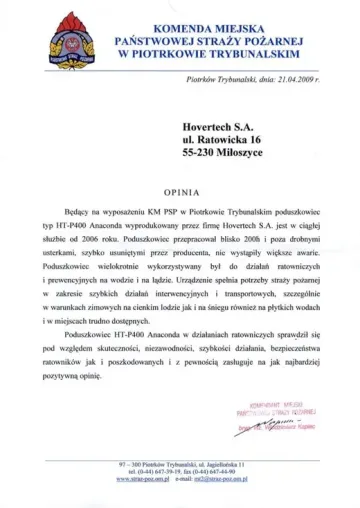 KOMENDA MIEJSKA
PAŃSTWOWEJ STRAŻY POŻARNEJ
W PIOTRKOWIE TRYBUNALSKIM
Piotrków Trybunalski, dnia: 21.04.2009 r.
Hovertech S.A.
ul. Ratowicka 16
55-230 Miłoszyce
OPINIA
Będący na wyposażeniu KM PSP w Piotrkowie Trybunalskim poduszkowiec
typ HT-P400 Anaconda wyprodukowany przez firmę Hovertech S.A. jest w ciągłej
służbie od 2006 roku. Poduszkowiec przepracował blisko 200h i poza drobnymi
usterkami, szybko usuniętymi przez producenta, nie wystąpiły większe awarie.
Poduszkowiec wielokrotnie wykorzystywany był do działań ratowniczych
i prewencyjnych na wodzie i na lądzie. Urządzenie spełnia potrzeby straży pożarnej
w zakresie szybkich działań interwencyjnych i transportowych, szczególnie
w warunkach zimowych na cienkim lodzie jak i na śniegu również na płytkich wodach
i w miejscach trudno dostępnych.
Poduszkowiec HT-P400 Anaconda w działaniach ratowniczych sprawdził się
pod względem skuteczności, niezawodności, szybkości działania, bezpieczeństwa
ratowników jak i poszkodowanych i z pewnością zasługuje na jak najbardziej
pozytywną opinię.
KOMENDANT MIEJSKI
PAŃSTWOWEJ STRAŻY POŻARNEJ
97 – 300 Piotrków Trybunalski, ul. Jagiellońska 11
tel. (0-44) 647-39-19, fax (0-44) 647-44-90
www.straz-poz.om.pl e-mail: mt2@straz-poz.om.pl